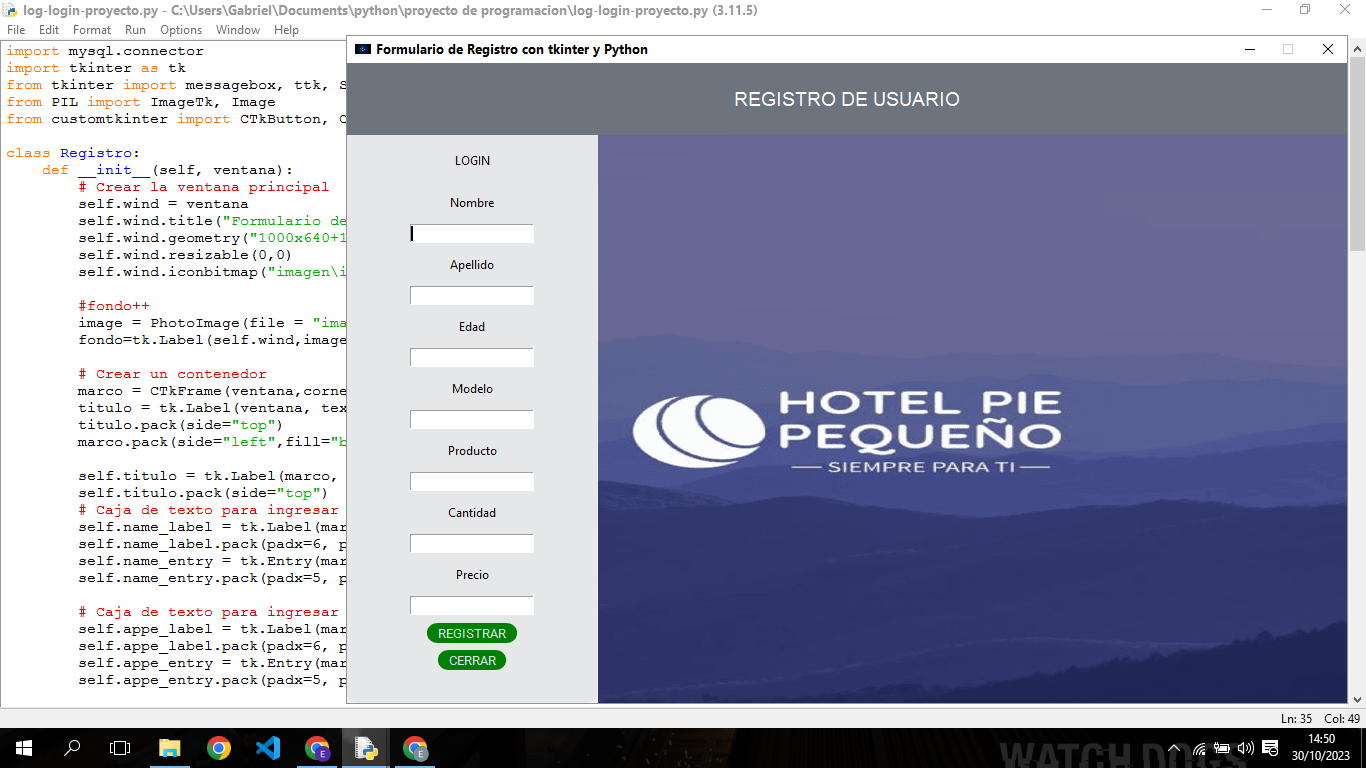 log-login-proyecto.py - C:\Users\Gabriel\Documents\python\proyecto de programacion\log-login-proyecto.py (3.11.5)
File Edit Format Run Options Window Help
import mysql.connector
import tkinter as tk
from tkinter import messagebox, ttk, S
from PIL import ImageTk, Image
from customtkinter import CTkButton, C
class Registro:
def __init__(self, ventana):
# Crear la ventana principal
self.wind = ventana
self.wind.title("Formulario de
self.wind.geometry("1000x640+1
self.wind.resizable(0,0)
self.wind.iconbitmap("imagen\i
#fondo++
image = PhotoImage(file = "ima
fondo=tk.Label(self.wind,image
# Crear un contenedor
marco = CTkFrame(ventana,corne
titulo = tk.Label(ventana, tex
titulo.pack(side="top")
marco.pack(side="left",fill="b
self.titulo = tk.Label(marco,
self.titulo.pack(side="top")
# Caja de texto para ingresar
self.name_label = tk.Label(mar
self.name_label.pack(padx=6, p
self.name_entry = tk.Entry(mar
self.name_entry.pack(padx=5, p
# Caja de texto para ingresar
self.appe_label = tk.Label(mar
self.appe_label.pack(padx=6, p
self.appe_entry = tk.Entry(mar
self.appe_entry.pack(padx=5, p
Formulario de Registro con tkinter y Python
REGISTRO DE USUARIO
LOGIN
Nombre
Apellido
Edad
Modelo
Producto
Cantidad
Precio
REGISTRAR
CERRAR
HOTEL PIE
PEQUEÑO
SIEMPRE PARA TI
Ln: 35 Col: 49
E
E
WATCH DOGS
14:50
30/10/2023